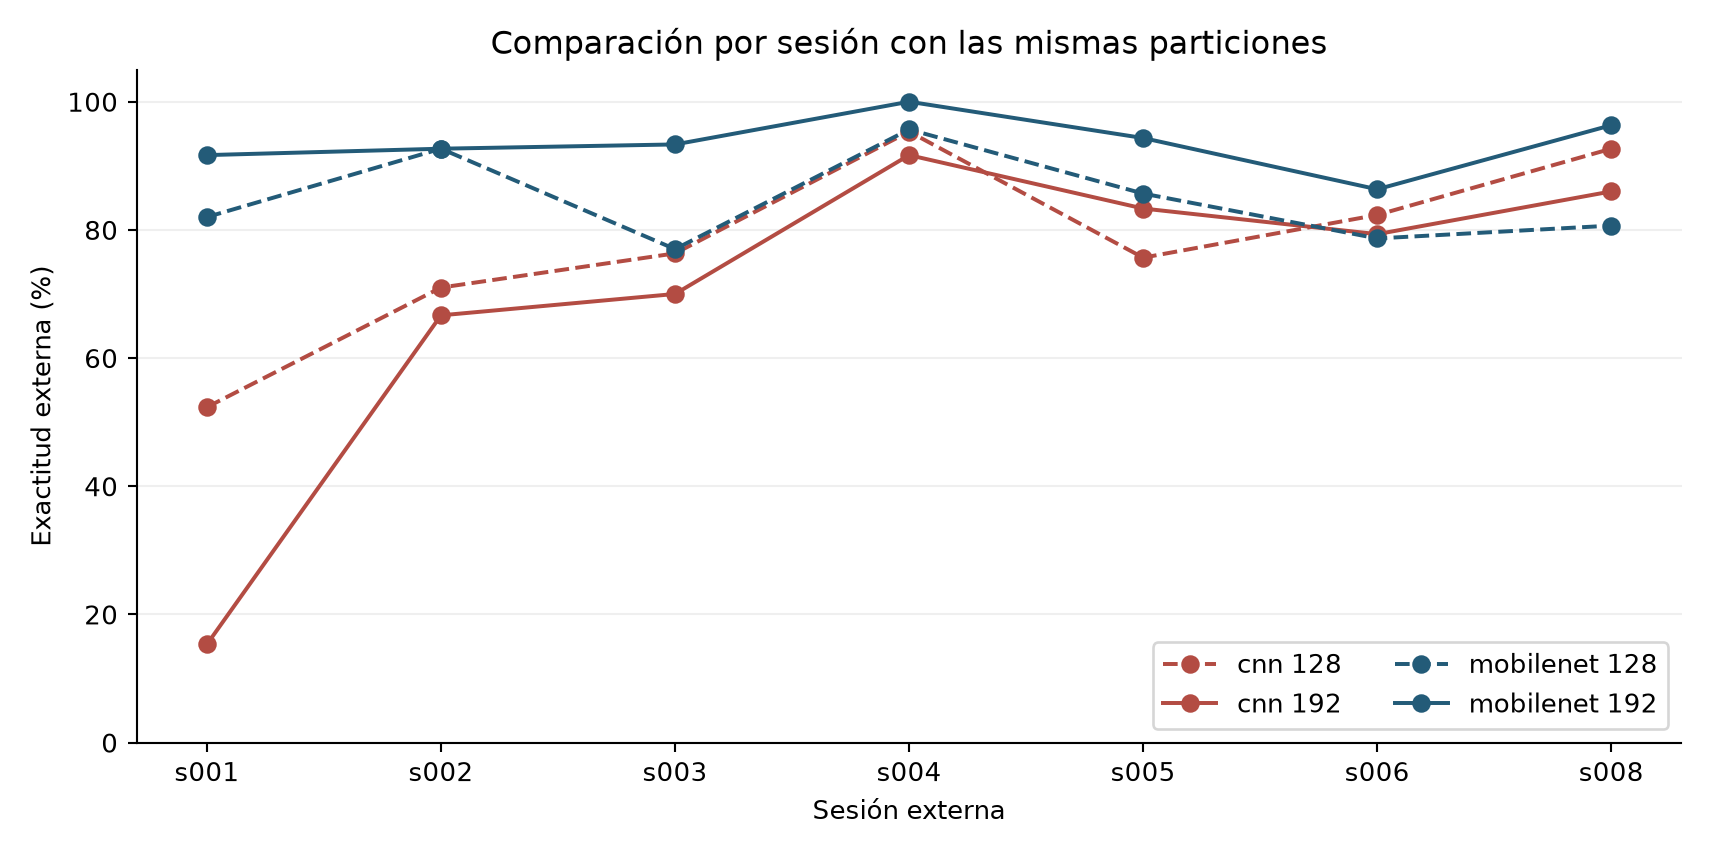 Comparación por sesión con las mismas particiones
Exactitud externa (%)
100
80
60
40
20
0
s001 s002 s003 s004 s005 s006 s008
Sesión externa
cnn 128 mobilenet 128
cnn 192 mobilenet 192